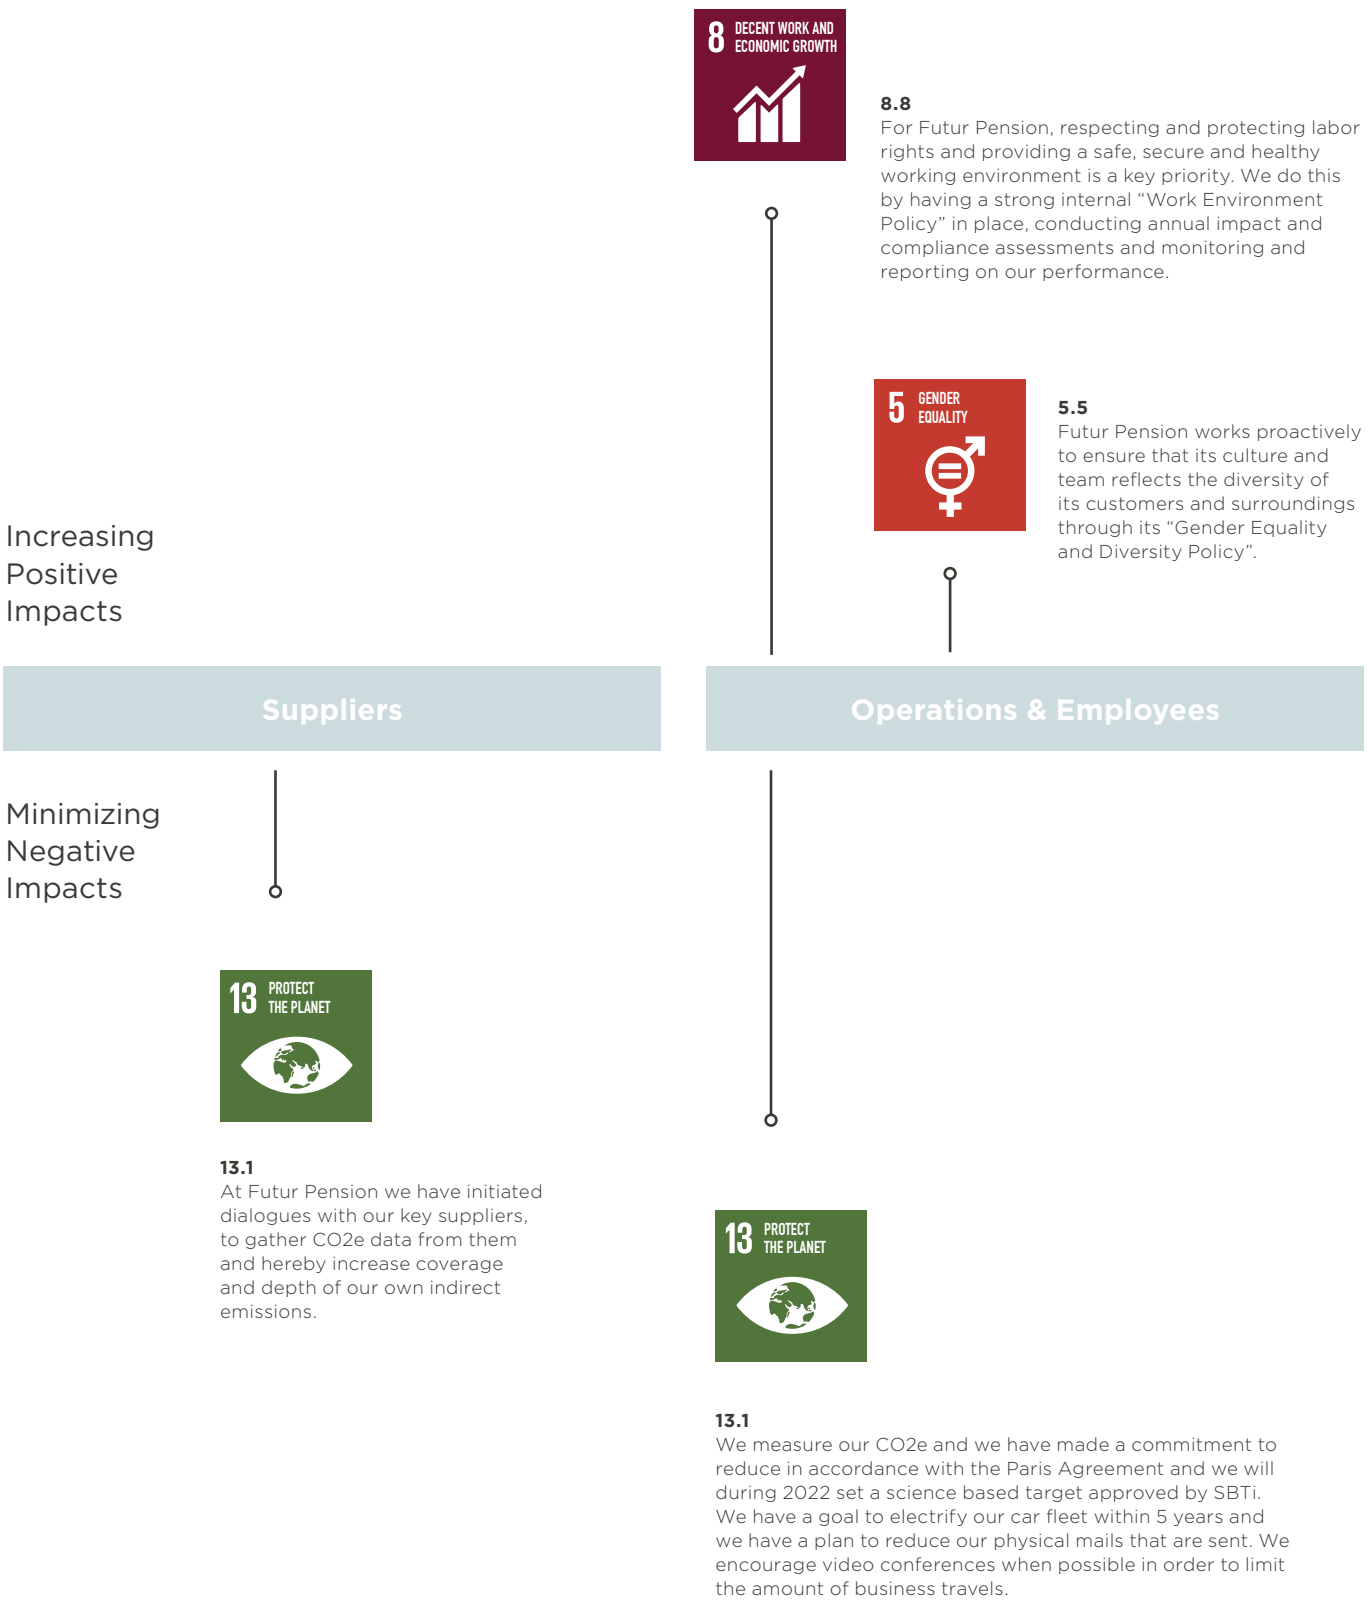 8 DECENT WORK AND
ECONOMIC GROWTH
8.8
For Futur Pension, respecting and protecting labor
rights and providing a safe, secure and healthy
working environment is a key priority. We do this
by having a strong internal “Work Environment
Policy” in place, conducting annual impact and
compliance assessments and monitoring and
reporting on our performance.
5 GENDER
EQUALITY
5.5
Futur Pension works proactively
to ensure that its culture and
team reflects the diversity of
its customers and surroundings
through its “Gender Equality
and Diversity Policy”.
Increasing
Positive
Impacts
Suppliers
Operations & Employees
Minimizing
Negative
Impacts
13 PROTECT
THE PLANET
13.1
At Futur Pension we have initiated
dialogues with our key suppliers,
to gather CO2e data from them
and hereby increase coverage
and depth of our own indirect
emissions.
13 PROTECT
THE PLANET
13.1
We measure our CO2e and we have made a commitment to
reduce in accordance with the Paris Agreement and we will
during 2022 set a science based target approved by SBTi.
We have a goal to electrify our car fleet within 5 years and
we have a plan to reduce our physical mails that are sent. We
encourage video conferences when possible in order to limit
the amount of business travels.